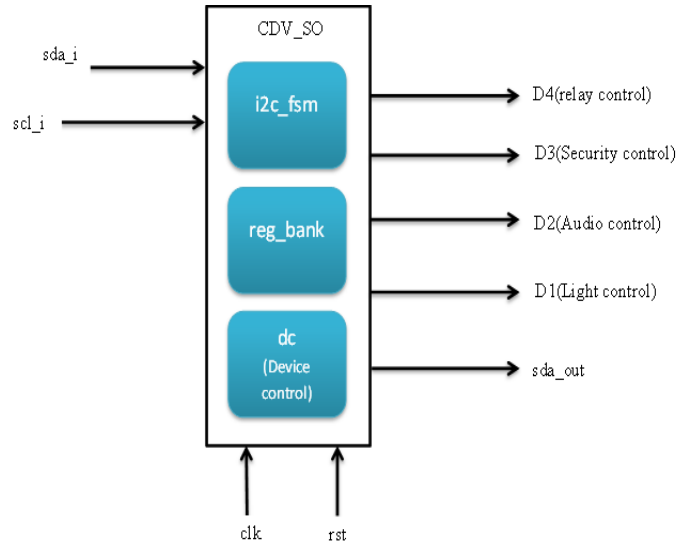 CDV_SO
sda_i
scl_i
i2c_fsm
reg_bank
dc
(Device
control)
D4(relay control)
D3(Security control)
D2(Audio control)
D1(Light control)
sda_out
clk
rst